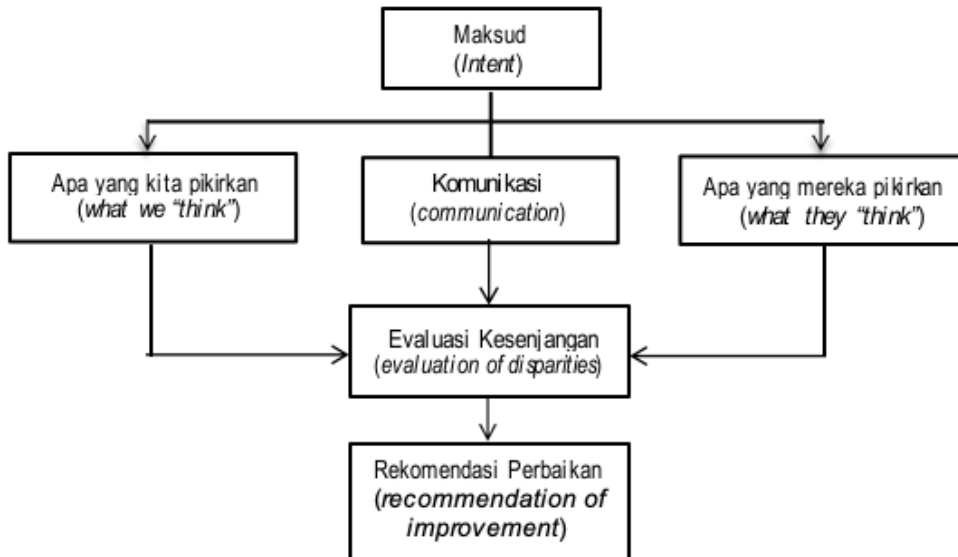 Maksud
(Intent)
Apa yang kita pikirkan
(what we “think”)
Komunikasi
(communication)
Apa yang mereka pikirkan
(what they “think”)
Evaluasi Kesenjangan
(evaluation of disparities)
Rekomendasi Perbaikan
(recommendation of
improvement)